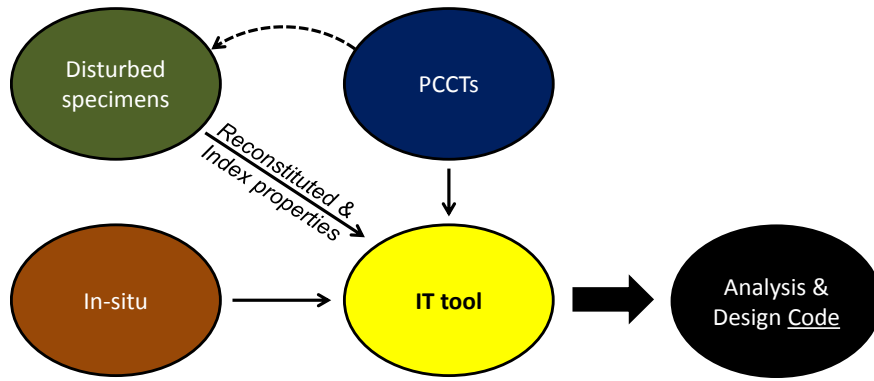 Disturbed
specimens
PCCTs
Reconstituted &
Index properties
In-situ
IT tool
Analysis &
Design Code